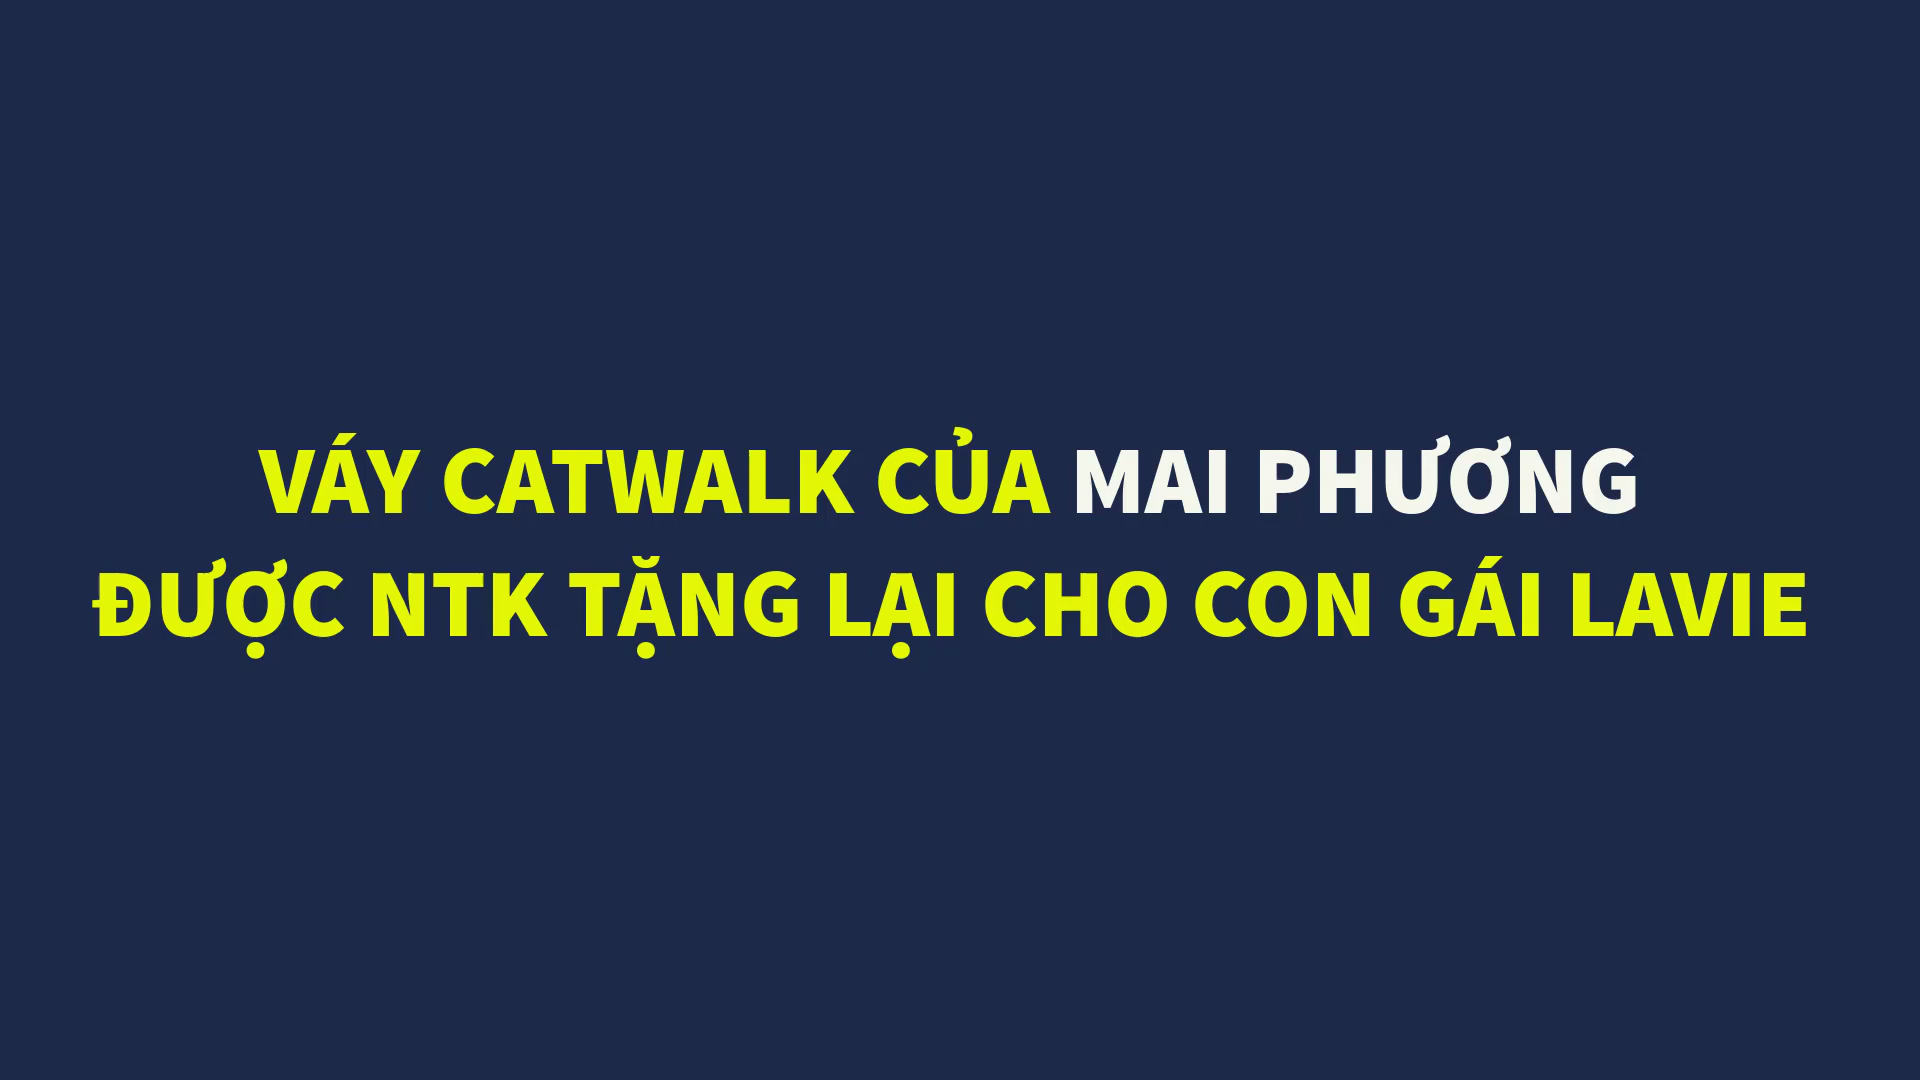 VÁY CATWALK CỦA MAI PHƯƠNG
ĐƯỢC NTK TẶNG LẠI CHO CON GÁI LAVIE